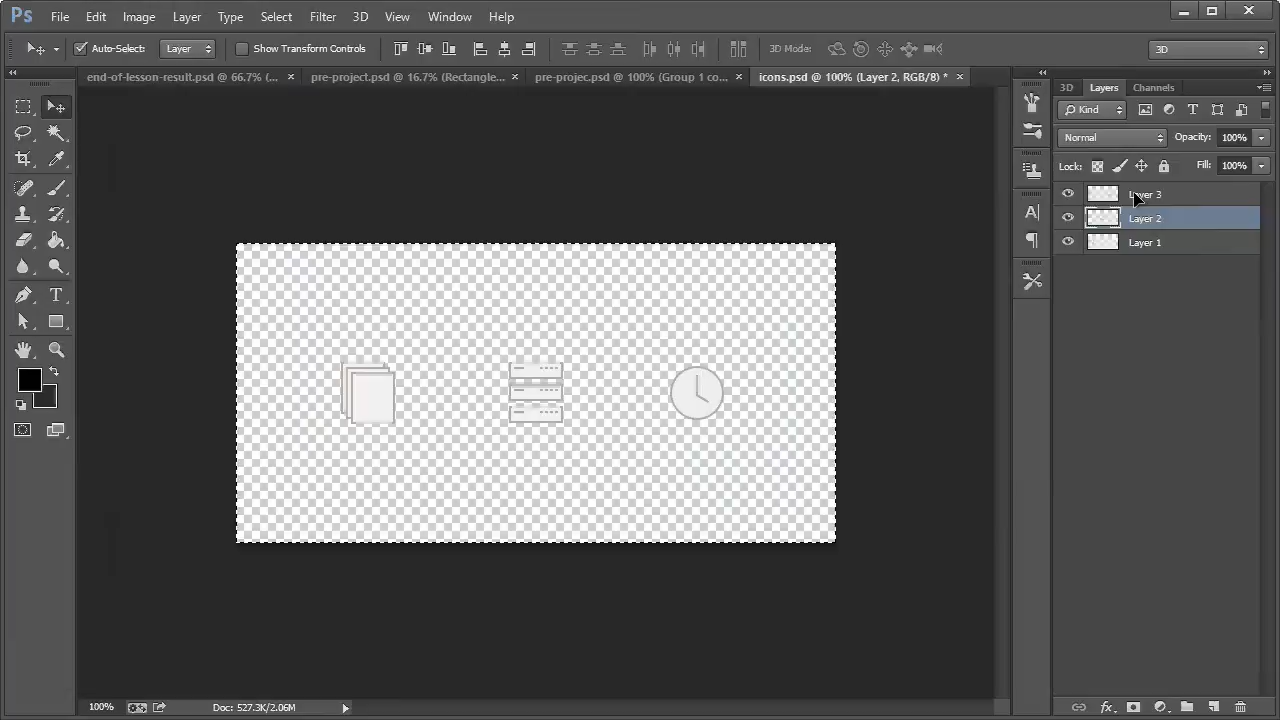 Ps File Edit Image Layer Type Select Filter 3D View Window Help
Auto-Select: Layer Show Transform Controls 3D Mode: 3D
end-of-lesson-result.psd @ 66.7% (... × pre-project.psd @ 16.7% (Rectangle... × pre-projec.psd @ 100% (Group 1 co... × icons.psd @ 100% (Layer 2, RGB/8) * ×
3D Layers Channels
Kind
Normal Opacity: 100%
Lock: Fill: 100%
Layer 3
Layer 2
Layer 1
100% Doc: 527.3K/2.06M